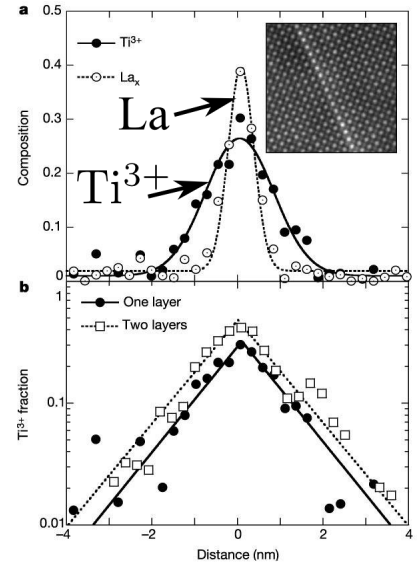 a
0.5
Ti³⁺
Laₓ
0.4
La
0.3
Composition
0.2
Ti³⁺
0.1
0
b
1
One layer
Two layers
Ti³⁺ fraction
0.1
0.01
−4 −2 0 2 4
Distance (nm)